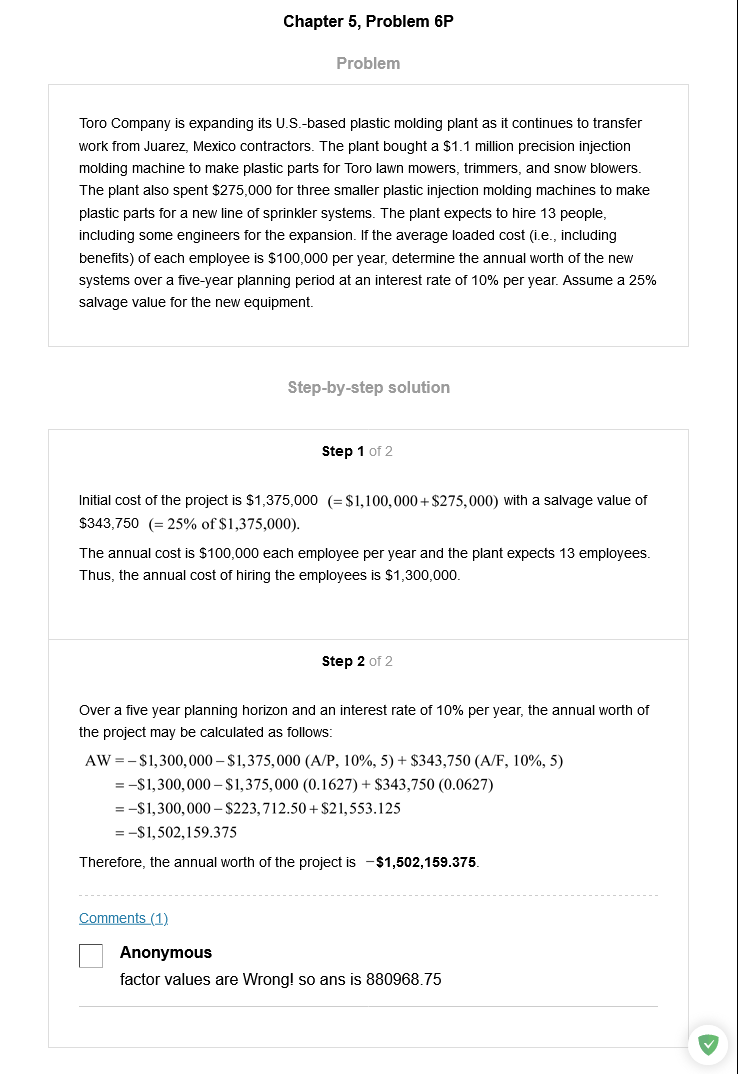 Chapter 5, Problem 6P
Problem
Toro Company is expanding its U.S.-based plastic molding plant as it continues to transfer
work from Juarez, Mexico contractors. The plant bought a $1.1 million precision injection
molding machine to make plastic parts for Toro lawn mowers, trimmers, and snow blowers.
The plant also spent $275,000 for three smaller plastic injection molding machines to make
plastic parts for a new line of sprinkler systems. The plant expects to hire 13 people,
including some engineers for the expansion. If the average loaded cost (i.e., including
benefits) of each employee is $100,000 per year, determine the annual worth of the new
systems over a five-year planning period at an interest rate of 10% per year. Assume a 25%
salvage value for the new equipment.
Step-by-step solution
Step 1 of 2
Initial cost of the project is $1,375,000 (= $1,100,000 + $275,000) with a salvage value of
$343,750 (= 25% of $1,375,000).
The annual cost is $100,000 each employee per year and the plant expects 13 employees.
Thus, the annual cost of hiring the employees is $1,300,000.
Step 2 of 2
Over a five year planning horizon and an interest rate of 10% per year, the annual worth of
the project may be calculated as follows:
AW = – $1,300,000 – $1,375,000 (A/P, 10%, 5) + $343,750 (A/F, 10%, 5)
= –$1,300,000 – $1,375,000 (0.1627) + $343,750 (0.0627)
= –$1,300,000 – $223,712.50 + $21,553.125
= –$1,502,159.375
Therefore, the annual worth of the project is –$1,502,159.375.
Comments (1)
Anonymous
factor values are Wrong! so ans is 880968.75